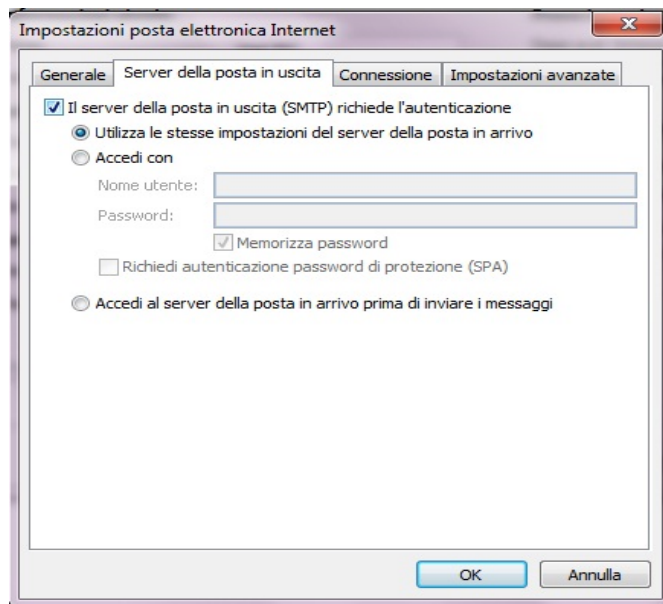 Impostazioni posta elettronica Internet
Generale Server della posta in uscita Connessione Impostazioni avanzate
Il server della posta in uscita (SMTP) richiede l'autenticazione
Utilizza le stesse impostazioni del server della posta in arrivo
Accedi con
Nome utente:
Password:
Memorizza password
Richiedi autenticazione password di protezione (SPA)
Accedi al server della posta in arrivo prima di inviare i messaggi
OK Annulla